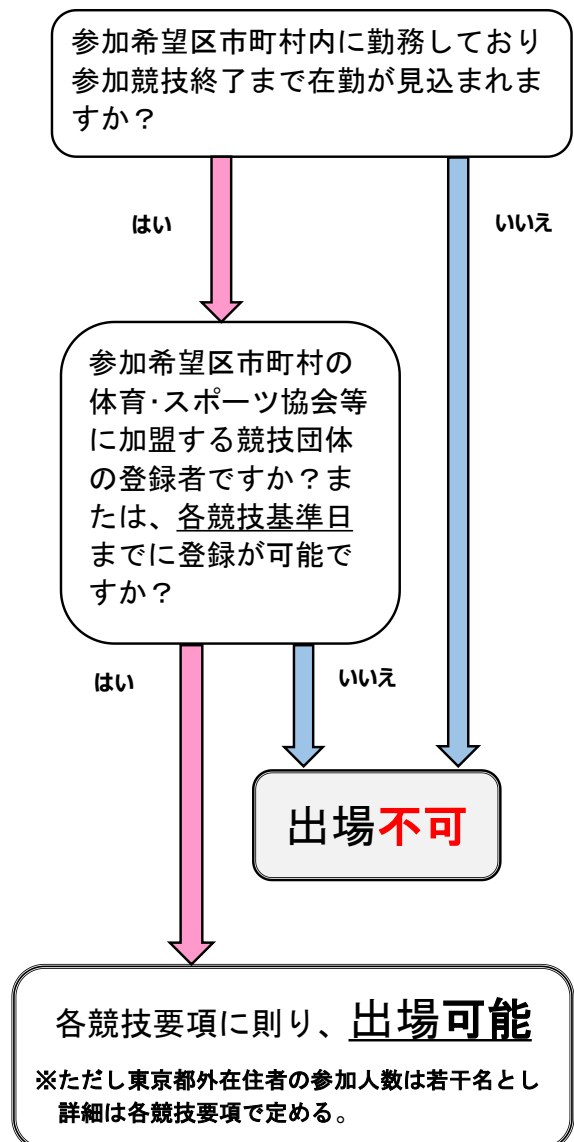 参加希望区市町村内に勤務しており
参加競技終了まで在勤が見込まれま
すか？
はい
いいえ
参加希望区市町村の
体育・スポーツ協会等
に加盟する競技団体
の登録者ですか？ま
たは、各競技基準日
までに登録が可能で
すか？
はい
いいえ
出場不可
各競技要項に則り、出場可能
※ただし東京都外在住者の参加人数は若干名とし
詳細は各競技要項で定める。